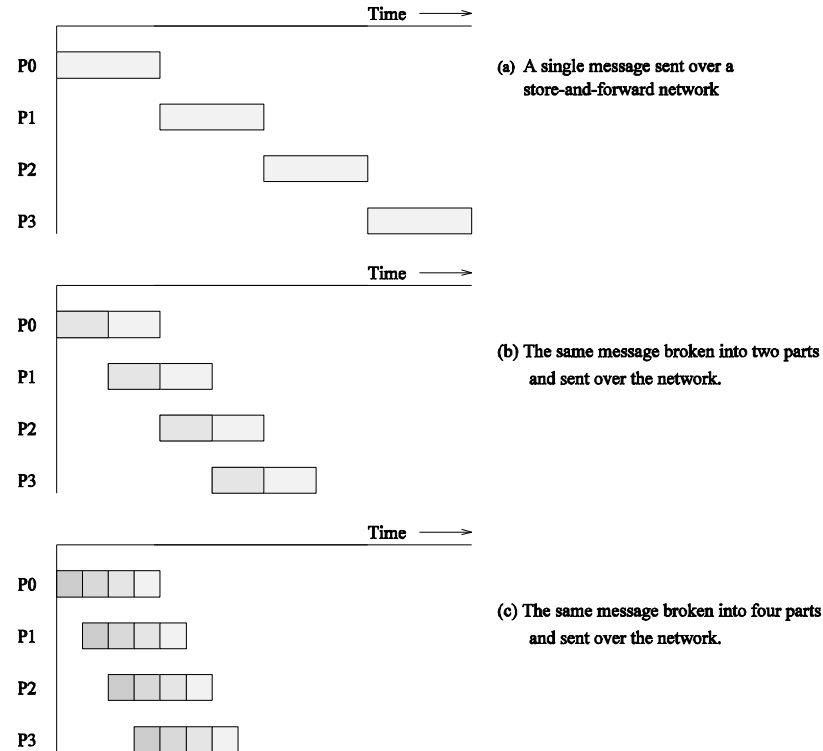 Time
P0
(a) A single message sent over a
store-and-forward network
P1
P2
P3
Time
P0
(b) The same message broken into two parts
and sent over the network.
P1
P2
P3
Time
P0
(c) The same message broken into four parts
and sent over the network.
P1
P2
P3